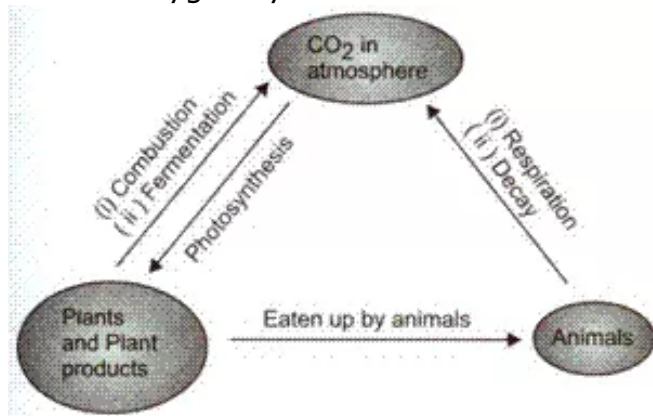 CO2 in
atmosphere
(i) Combustion
(ii) Fermentation
Photosynthesis
(i) Respiration
(ii) Decay
Plants
and Plant
products
Eaten up by animals
Animals